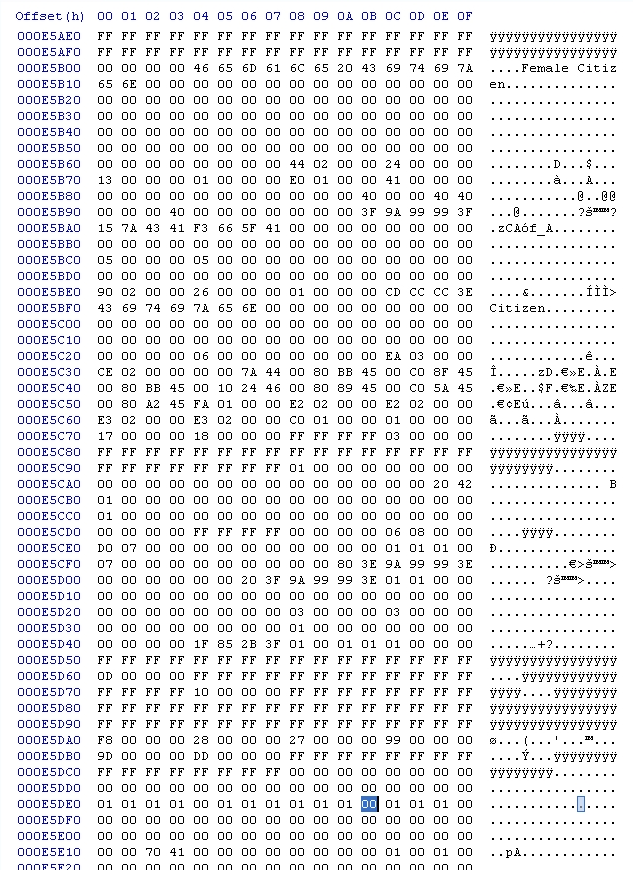 Offset(h) 00 01 02 03 04 05 06 07 08 09 0A 0B 0C 0D 0E 0F
000E5AE0 FF FF FF FF FF FF FF FF FF FF FF FF FF FF FF FF ÿÿÿÿÿÿÿÿÿÿÿÿÿÿÿÿ
000E5AF0 FF FF FF FF FF FF FF FF FF FF FF FF FF FF FF FF ÿÿÿÿÿÿÿÿÿÿÿÿÿÿÿÿ
000E5B00 00 00 00 00 46 65 6D 61 6C 65 20 43 69 74 69 7A ....Female Citiz
000E5B10 65 6E 00 00 00 00 00 00 00 00 00 00 00 00 00 00 en..............
000E5B20 00 00 00 00 00 00 00 00 00 00 00 00 00 00 00 00 ................
000E5B30 00 00 00 00 00 00 00 00 00 00 00 00 00 00 00 00 ................
000E5B40 00 00 00 00 00 00 00 00 00 00 00 00 00 00 00 00 ................
000E5B50 00 00 00 00 00 00 00 00 00 00 00 00 00 00 00 00 ................
000E5B60 00 00 00 00 00 00 00 00 44 02 00 00 24 00 00 00 ........D...$...
000E5B70 13 00 00 00 01 00 00 00 E0 01 00 00 41 00 00 00 ........à...A...
000E5B80 00 00 00 00 00 00 00 00 00 00 00 40 00 00 40 40 ...........@..@@
000E5B90 00 00 00 40 00 00 00 00 00 00 00 3F 9A 99 99 3F ...@.......?š™™?
000E5BA0 15 7A 43 41 F3 66 5F 41 00 00 00 00 00 00 00 00 .zCAóf_A........
000E5BB0 00 00 00 00 00 00 00 00 00 00 00 00 00 00 00 00 ................
000E5BC0 05 00 00 00 05 00 00 00 00 00 00 00 00 00 00 00 ................
000E5BD0 00 00 00 00 00 00 00 00 00 00 00 00 00 00 00 00 ................
000E5BE0 90 02 00 00 26 00 00 00 01 00 00 00 CD CC CC 3E ....&.......ÍÌÌ>
000E5BF0 43 69 74 69 7A 65 6E 00 00 00 00 00 00 00 00 00 Citizen.........
000E5C00 00 00 00 00 00 00 00 00 00 00 00 00 00 00 00 00 ................
000E5C10 00 00 00 00 00 00 00 00 00 00 00 00 00 00 00 00 ................
000E5C20 00 00 00 00 06 00 00 00 00 00 00 00 EA 03 00 00 ............ê...
000E5C30 CE 02 00 00 00 00 7A 44 00 80 BB 45 00 C0 8F 45 Î.....zD.€»E.À.E
000E5C40 00 80 BB 45 00 10 24 46 00 80 89 45 00 C0 5A 45 .€»E..$F.€‰E.ÀZE
000E5C50 00 80 A2 45 FA 01 00 00 E2 02 00 00 E2 02 00 00 .€¢Eú...â...â...
000E5C60 E3 02 00 00 E3 02 00 00 C0 01 00 00 01 00 00 00 ã...ã...À.......
000E5C70 17 00 00 00 18 00 00 00 FF FF FF FF 03 00 00 00 ........ÿÿÿÿ....
000E5C80 FF FF FF FF FF FF FF FF FF FF FF FF FF FF FF FF ÿÿÿÿÿÿÿÿÿÿÿÿÿÿÿÿ
000E5C90 FF FF FF FF FF FF FF FF 01 00 00 00 00 00 00 00 ÿÿÿÿÿÿÿÿ........
000E5CA0 00 00 00 00 00 00 00 00 00 00 00 00 00 00 20 42 .............. B
000E5CB0 01 00 00 00 00 00 00 00 00 00 00 00 00 00 00 00 ................
000E5CC0 01 00 00 00 00 00 00 00 00 00 00 00 00 00 00 00 ................
000E5CD0 00 00 00 00 FF FF FF FF 00 00 00 00 06 08 00 00 ....ÿÿÿÿ........
000E5CE0 D0 07 00 00 00 00 00 00 00 00 00 00 01 01 01 00 Ð...............
000E5CF0 07 00 00 00 00 00 00 00 00 00 80 3E 9A 99 99 3E ..........€>š™™>
000E5D00 00 00 00 00 00 00 20 3F 9A 99 99 3E 01 01 00 00 ...... ?š™™>....
000E5D10 00 00 00 00 00 00 00 00 00 00 00 00 00 00 00 00 ................
000E5D20 00 00 00 00 00 00 00 00 03 00 00 00 03 00 00 00 ................
000E5D30 00 00 00 00 00 00 00 00 01 00 00 00 00 00 00 00 ................
000E5D40 00 00 00 00 1F 85 2B 3F 01 00 01 01 01 00 00 00 .....…+?........
000E5D50 FF FF FF FF FF FF FF FF FF FF FF FF FF FF FF FF ÿÿÿÿÿÿÿÿÿÿÿÿÿÿÿÿ
000E5D60 0D 00 00 00 FF FF FF FF FF FF FF FF FF FF FF FF ....ÿÿÿÿÿÿÿÿÿÿÿÿ
000E5D70 FF FF FF FF 10 00 00 00 FF FF FF FF FF FF FF FF ÿÿÿÿ....ÿÿÿÿÿÿÿÿ
000E5D80 FF FF FF FF FF FF FF FF FF FF FF FF FF FF FF FF ÿÿÿÿÿÿÿÿÿÿÿÿÿÿÿÿ
000E5D90 FF FF FF FF FF FF FF FF FF FF FF FF FF FF FF FF ÿÿÿÿÿÿÿÿÿÿÿÿÿÿÿÿ
000E5DA0 F8 00 00 00 28 00 00 00 27 00 00 00 99 00 00 00 ø...(...'...™...
000E5DB0 9D 00 00 00 DD 00 00 00 FF FF FF FF FF FF FF FF ....Ý...ÿÿÿÿÿÿÿÿ
000E5DC0 FF FF FF FF FF FF FF FF 00 00 00 00 00 00 00 00 ÿÿÿÿÿÿÿÿ........
000E5DD0 00 00 00 00 00 00 00 00 00 00 00 00 00 00 00 00 ................
000E5DE0 01 01 01 01 00 01 01 01 01 01 01 00 01 01 01 00 ................
000E5DF0 00 00 00 00 00 00 00 00 00 00 00 00 00 00 00 00 ................
000E5E00 00 00 00 00 00 00 00 00 00 00 00 00 00 00 00 00 ................
000E5E10 00 00 70 41 00 00 00 00 00 00 00 00 01 00 01 00 ..pA............